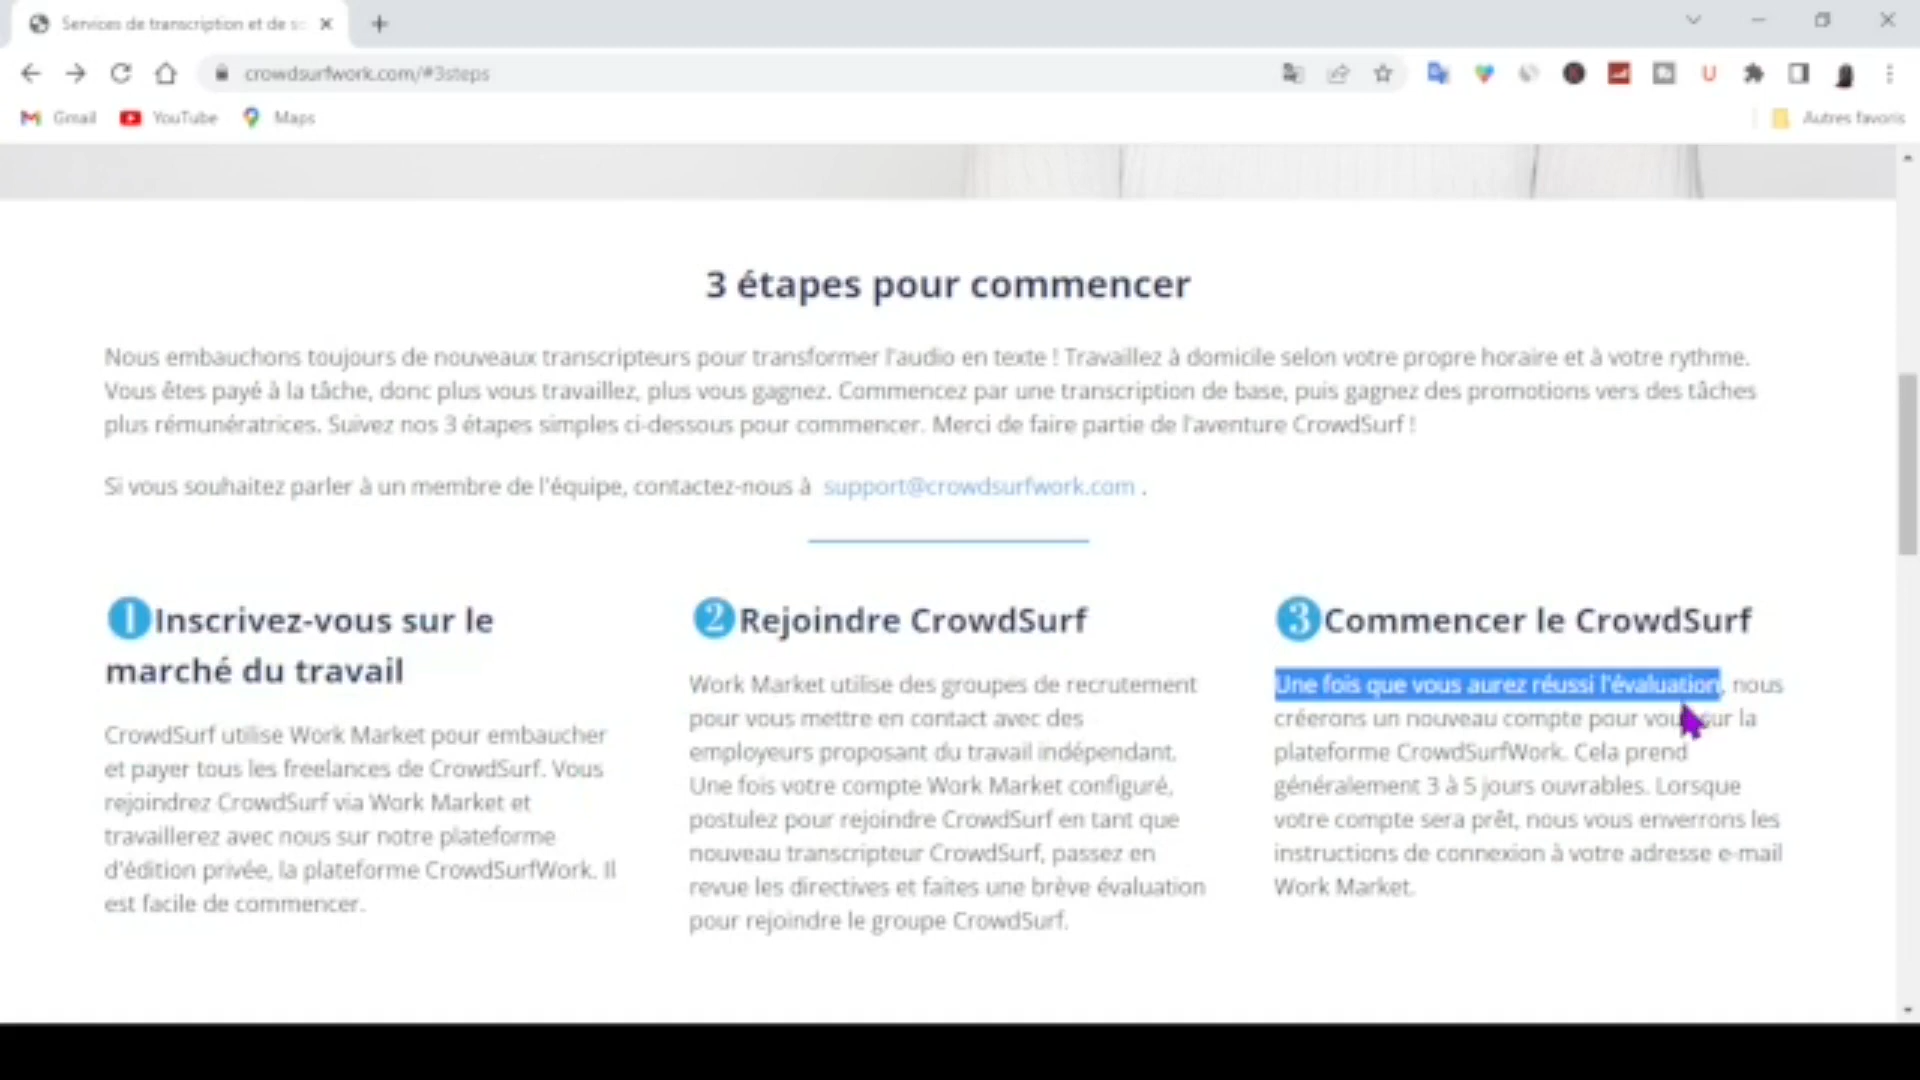 Services de transcription et de so
crowdsurfwork.com/#3steps
Gmail YouTube Maps Autres favoris
3 étapes pour commencer
Nous embauchons toujours de nouveaux transcripteurs pour transformer l'audio en texte ! Travaillez à domicile selon votre propre horaire et à votre rythme.
Vous êtes payé à la tâche, donc plus vous travaillez, plus vous gagnez. Commencez par une transcription de base, puis gagnez des promotions vers des tâches
plus rémunératrices. Suivez nos 3 étapes simples ci-dessous pour commencer. Merci de faire partie de l'aventure CrowdSurf !
Si vous souhaitez parler à un membre de l'équipe, contactez-nous à support@crowdsurfwork.com .
1 Inscrivez-vous sur le
marché du travail
CrowdSurf utilise Work Market pour embaucher
et payer tous les freelances de CrowdSurf. Vous
rejoindrez CrowdSurf via Work Market et
travaillerez avec nous sur notre plateforme
d'édition privée, la plateforme CrowdSurfWork. Il
est facile de commencer.
2 Rejoindre CrowdSurf
Work Market utilise des groupes de recrutement
pour vous mettre en contact avec des
employeurs proposant du travail indépendant.
Une fois votre compte Work Market configuré,
postulez pour rejoindre CrowdSurf en tant que
nouveau transcripteur CrowdSurf, passez en
revue les directives et faites une brève évaluation
pour rejoindre le groupe CrowdSurf.
3 Commencer le CrowdSurf
Une fois que vous aurez réussi l'évaluation, nous
créerons un nouveau compte pour vous sur la
plateforme CrowdSurfWork. Cela prend
généralement 3 à 5 jours ouvrables. Lorsque
votre compte sera prêt, nous vous enverrons les
instructions de connexion à votre adresse e-mail
Work Market.